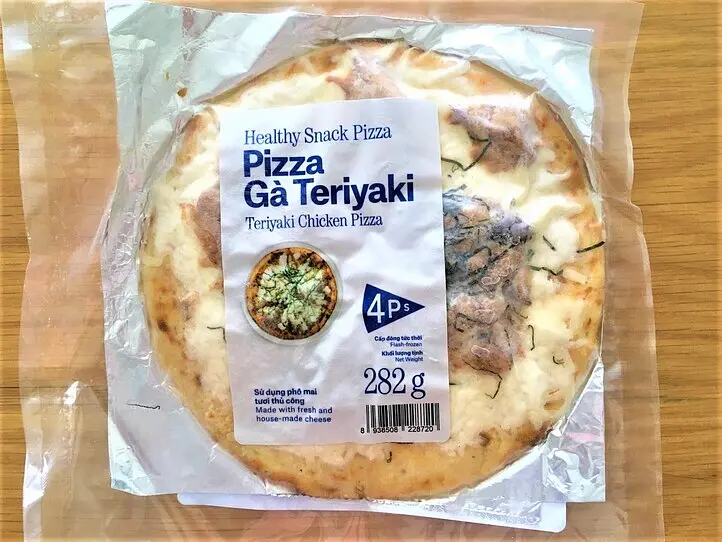 Healthy Snack Pizza
Pizza
Gà Teriyaki
Teriyaki Chicken Pizza
4Ps
Cấp đông tức thời
Flash-frozen
Khối lượng tịnh
Net Weight
282 g
Sử dụng phô mai
tươi thủ công
Made with fresh and
house-made cheese
8 938508 228720